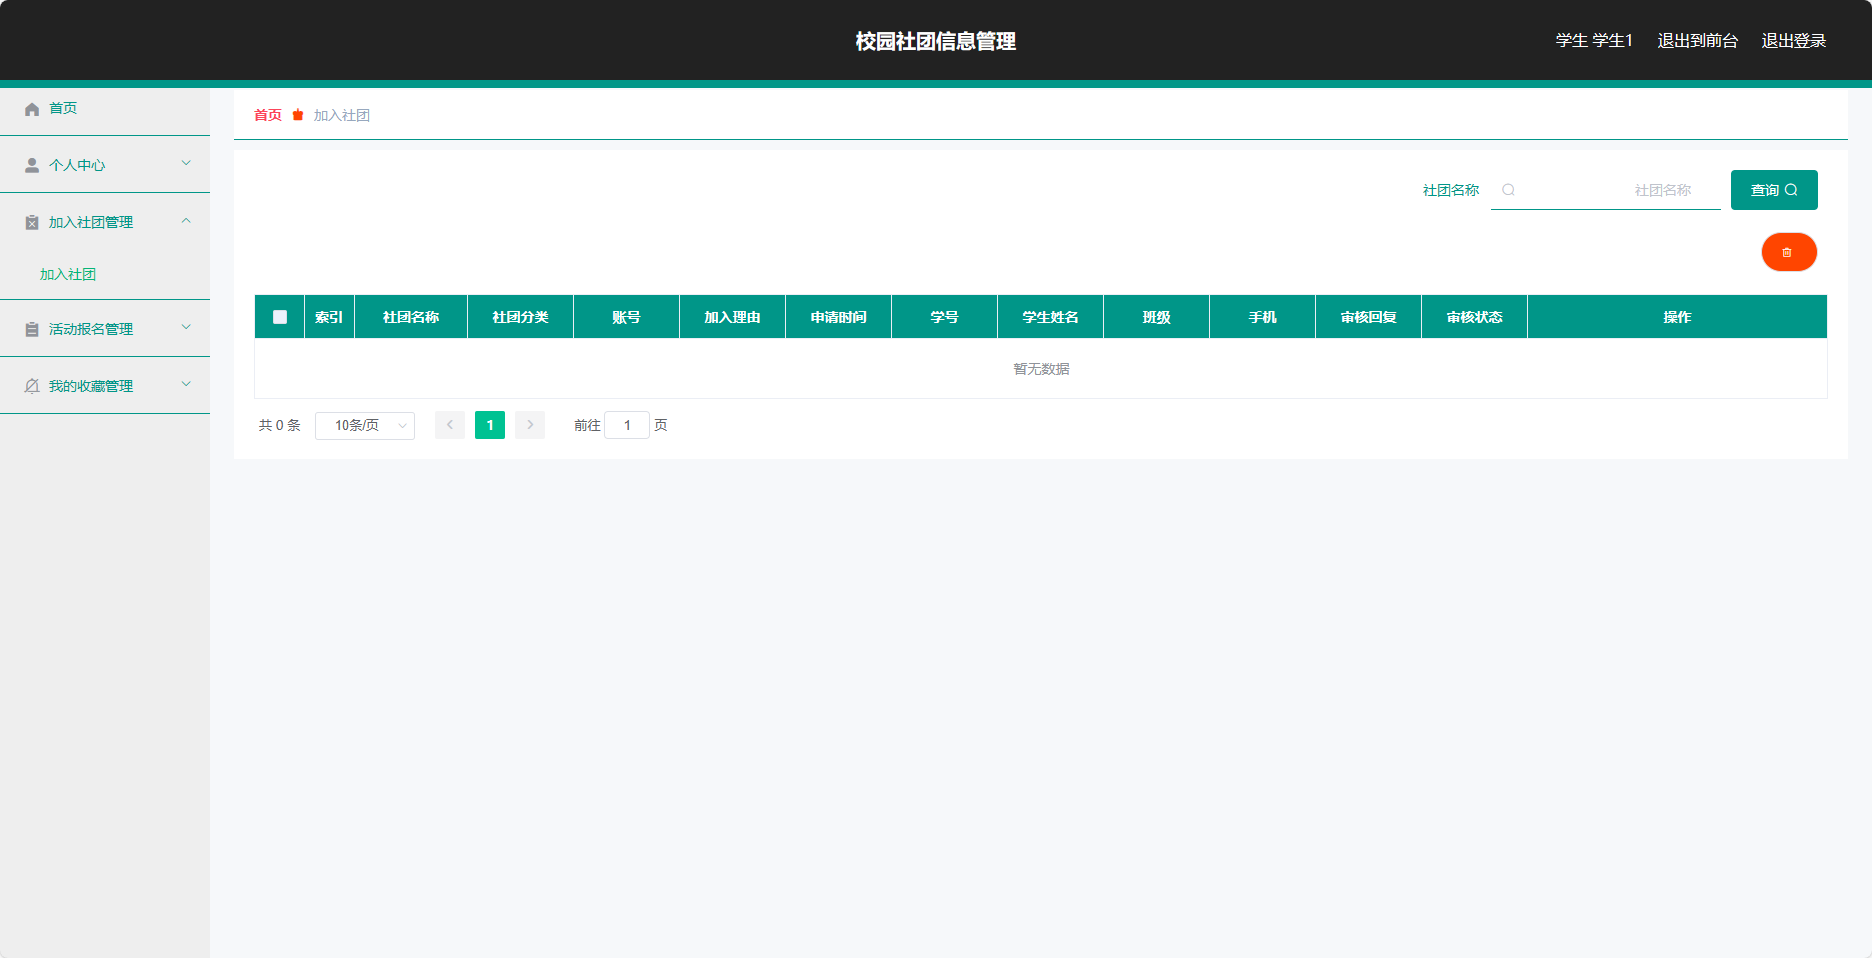 校园社团信息管理
学生 学生1 退出到前台 退出登录
首页
个人中心
加入社团管理
加入社团
活动报名管理
我的收藏管理
首页 加入社团
社团名称 社团名称 查询
索引 社团名称 社团分类 账号 加入理由 申请时间 学号 学生姓名 班级 手机 审核回复 审核状态 操作
暂无数据
共 0 条 10条/页 1 前往 1 页